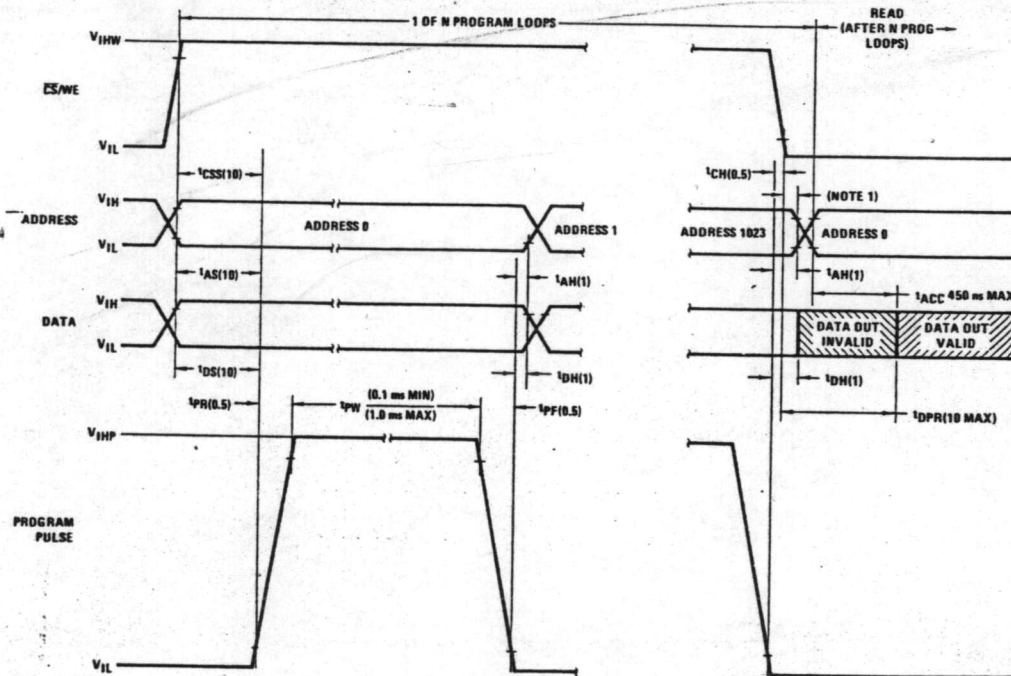 1 OF N PROGRAM LOOPS
READ
(AFTER N PROG
LOOPS)
VIHW
CS/WE
VIL
tCSS(10)
tCH(0.5)
(NOTE 1)
VIH
ADDRESS
VIL
ADDRESS 0
ADDRESS 1
ADDRESS 1023
ADDRESS 0
tAS(10)
tAH(1)
tAH(1)
tACC 450 ns MAX
VIH
DATA
VIL
DATA OUT
INVALID
DATA OUT
VALID
tDS(10)
tDH(1)
tDH(1)
tPR(0.5)
tPW (0.1 ms MIN)
(1.0 ms MAX)
tPF(0.5)
tDPR(10 MAX)
VIHP
PROGRAM
PULSE
VIL